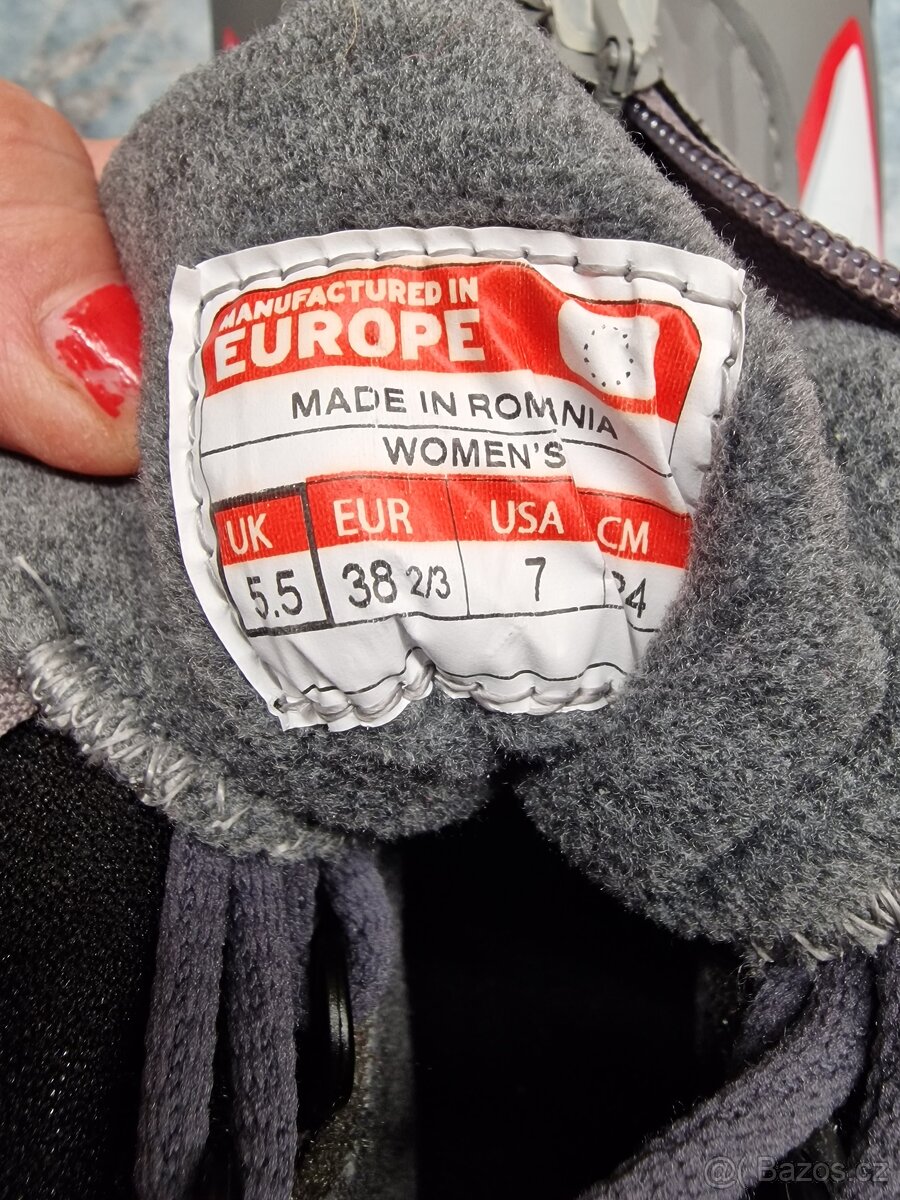 MANUFACTURED IN
EUROPE
MADE IN ROMANIA
WOMEN'S
UK EUR USA CM
5.5 38 2/3 7 24
@ Bazos.cz